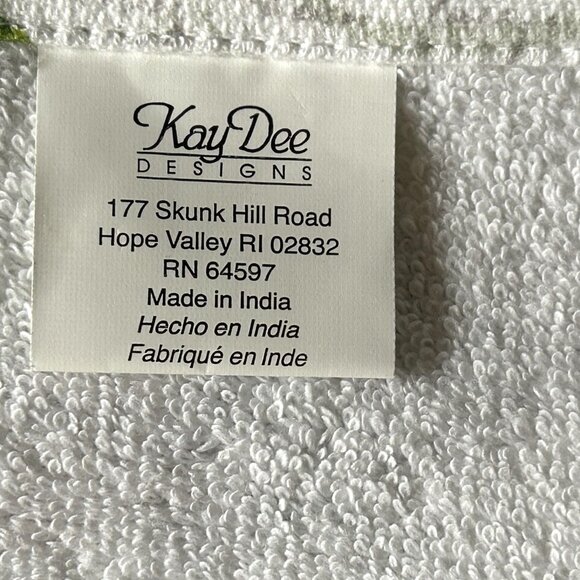 Kay Dee
DESIGNS
177 Skunk Hill Road
Hope Valley RI 02832
RN 64597
Made in India
Hecho en India
Fabriqué en Inde